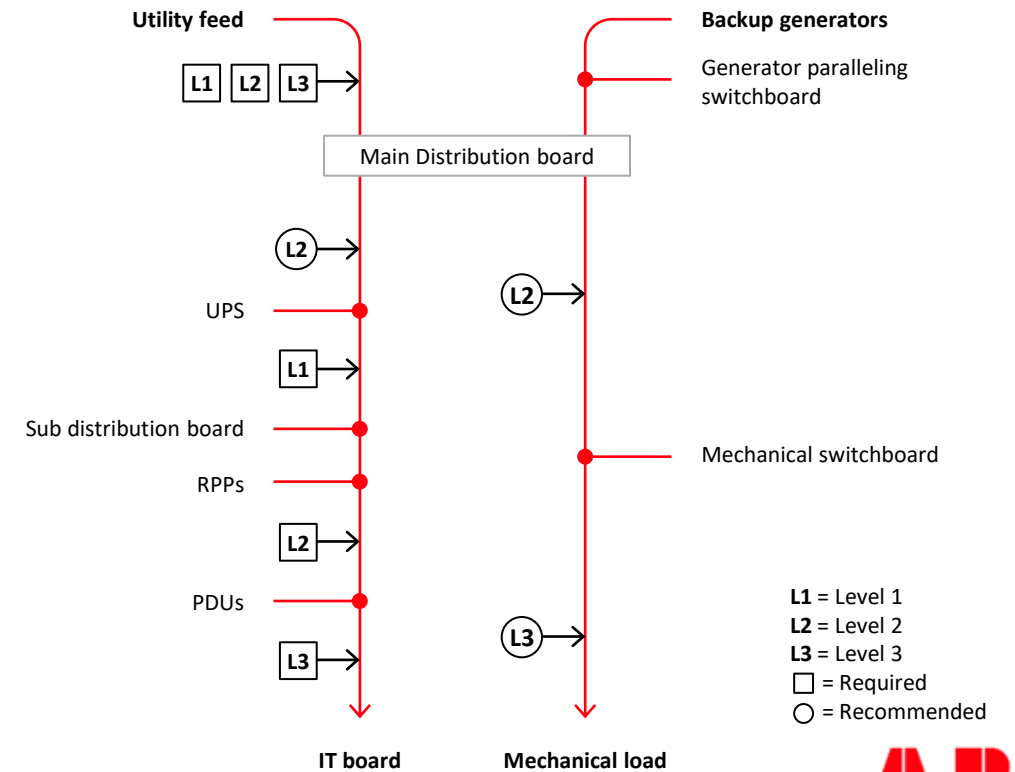 Utility feed
Backup generators
L1 L2 L3
Generator paralleling
switchboard
Main Distribution board
L2
L2
UPS
L1
Sub distribution board
Mechanical switchboard
RPPs
L2
PDUs
L1 = Level 1
L2 = Level 2
L3 = Level 3
= Required
= Recommended
L3
L3
IT board
Mechanical load